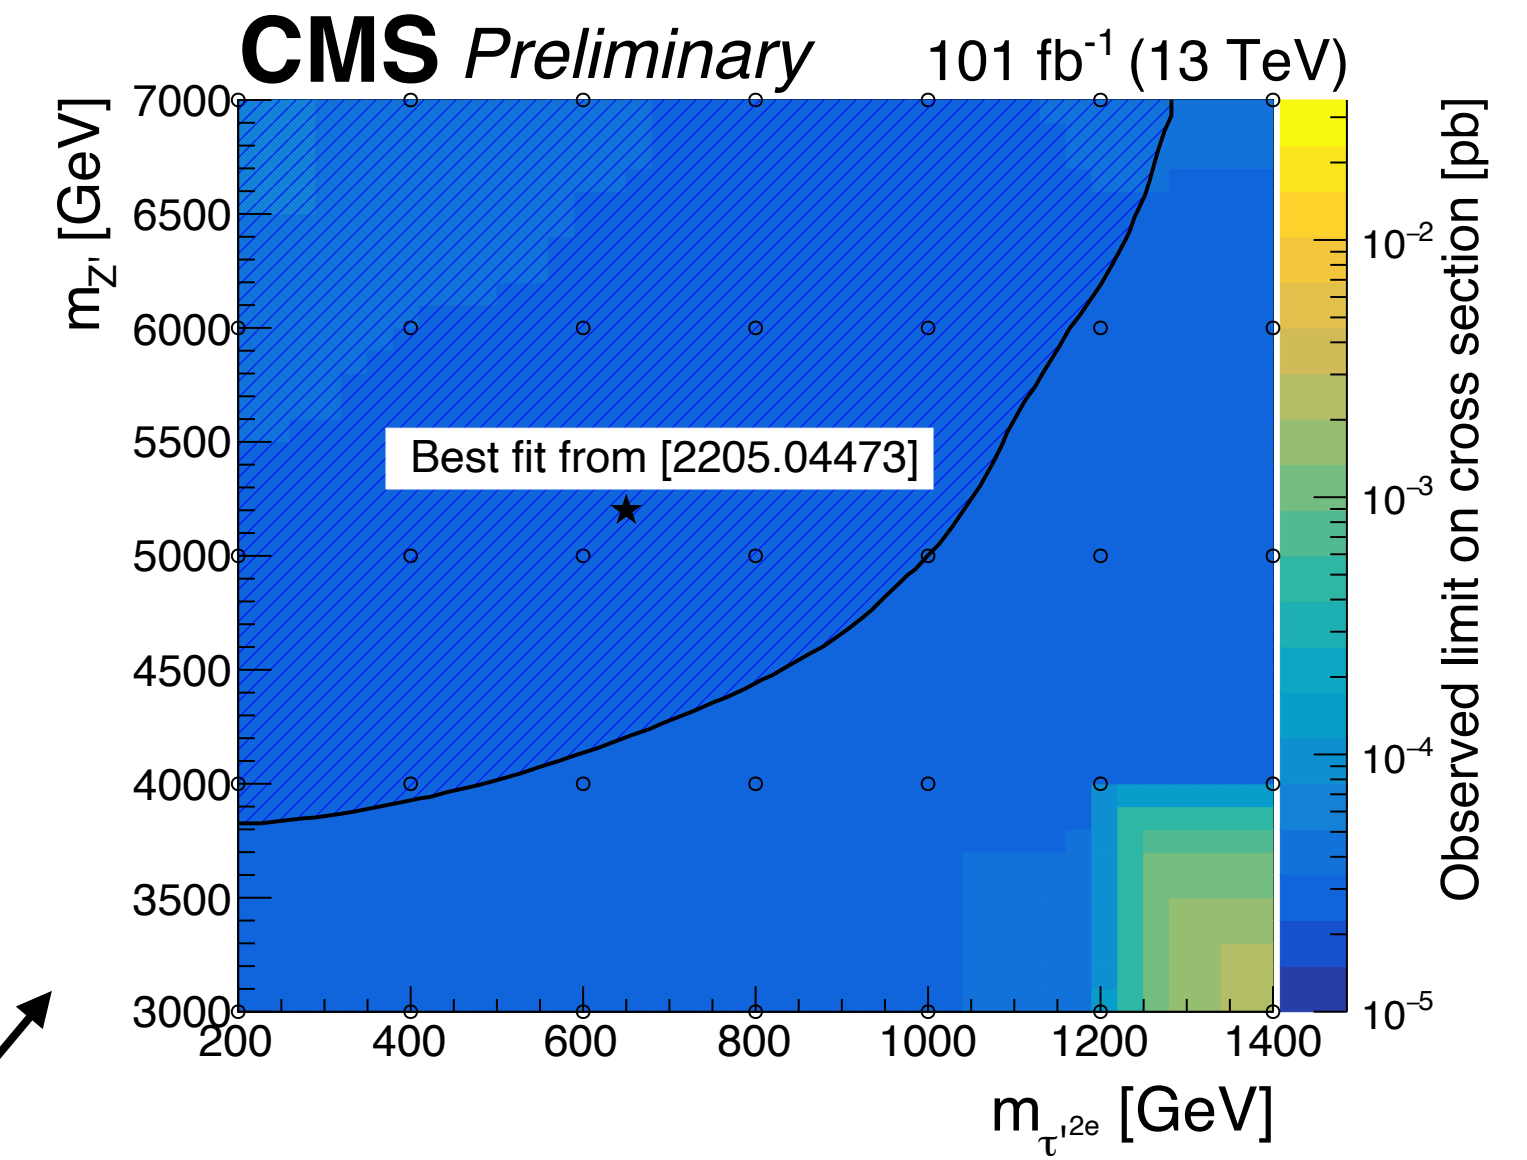 CMS Preliminary 101 fb⁻¹ (13 TeV)
m_Z' [GeV]
7000
6500
6000
5500
5000
4500
4000
3500
3000
Best fit from [2205.04473]
200 400 600 800 1000 1200 1400
m_τ'²ᵉ [GeV]
10⁻²
10⁻³
10⁻⁴
10⁻⁵
Observed limit on cross section [pb]